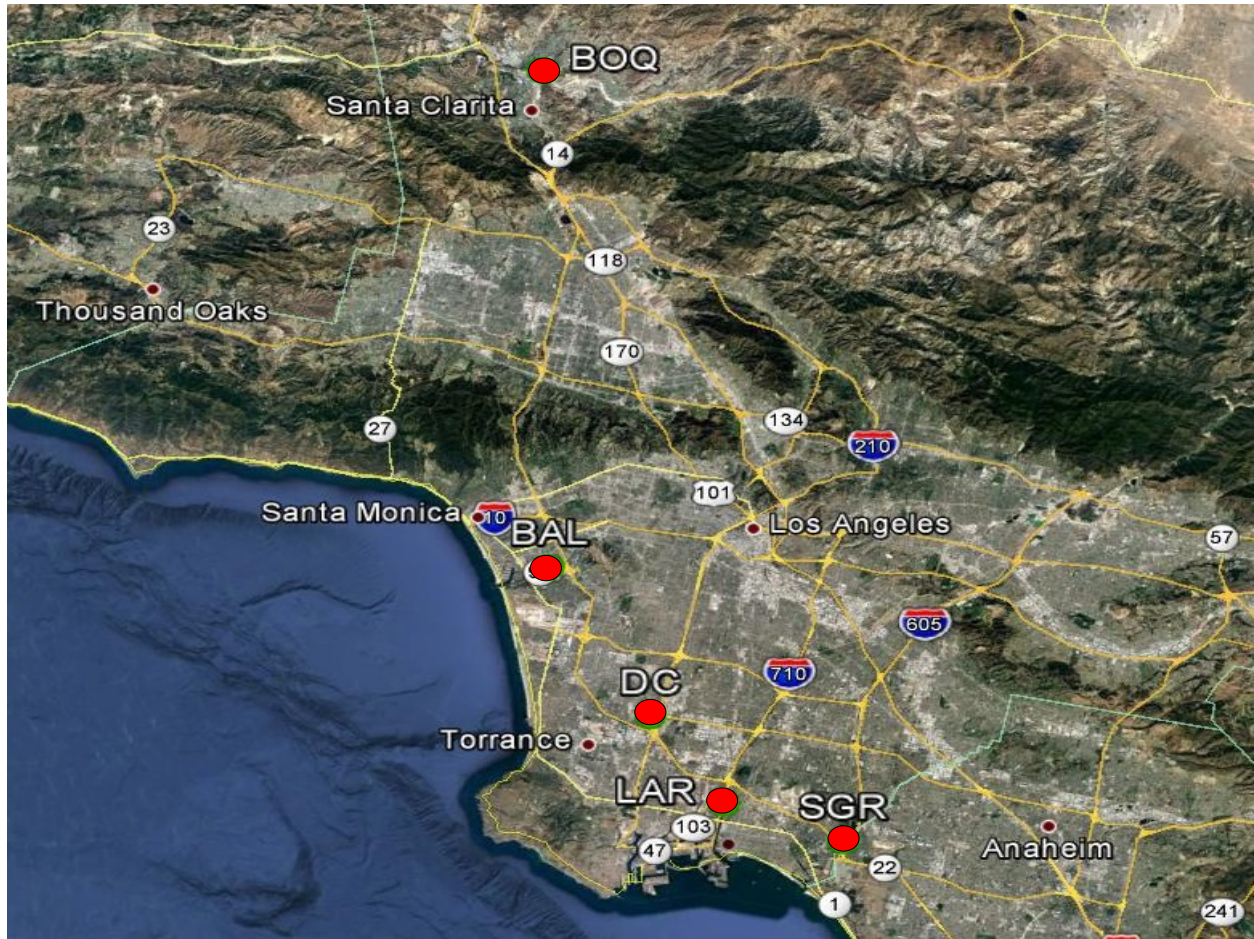 BOQ
Santa Clarita
14
23
118
Thousand Oaks
170
27
134
210
101
Santa Monica
10
Los Angeles
BAL
57
605
710
DC
Torrance
LAR
SGR
103
47
Anaheim
22
1
241